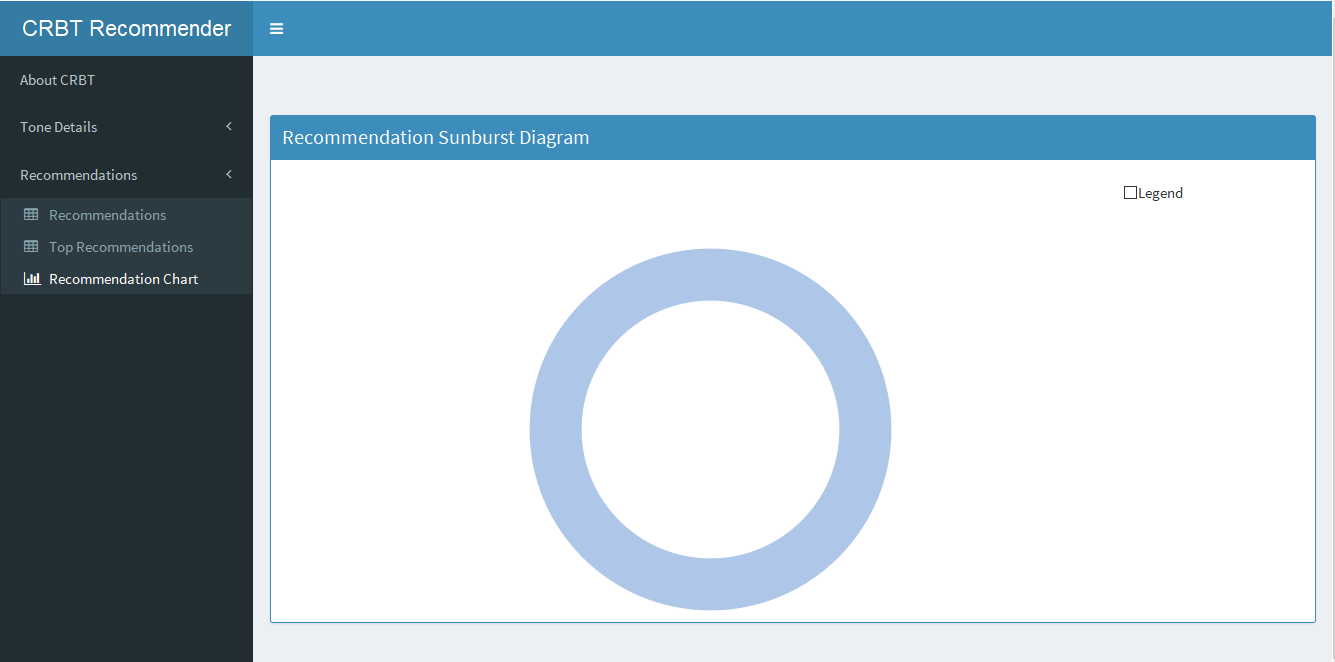 CRBT Recommender
About CRBT
Tone Details
Recommendations
Recommendations
Top Recommendations
Recommendation Chart
Recommendation Sunburst Diagram
Legend